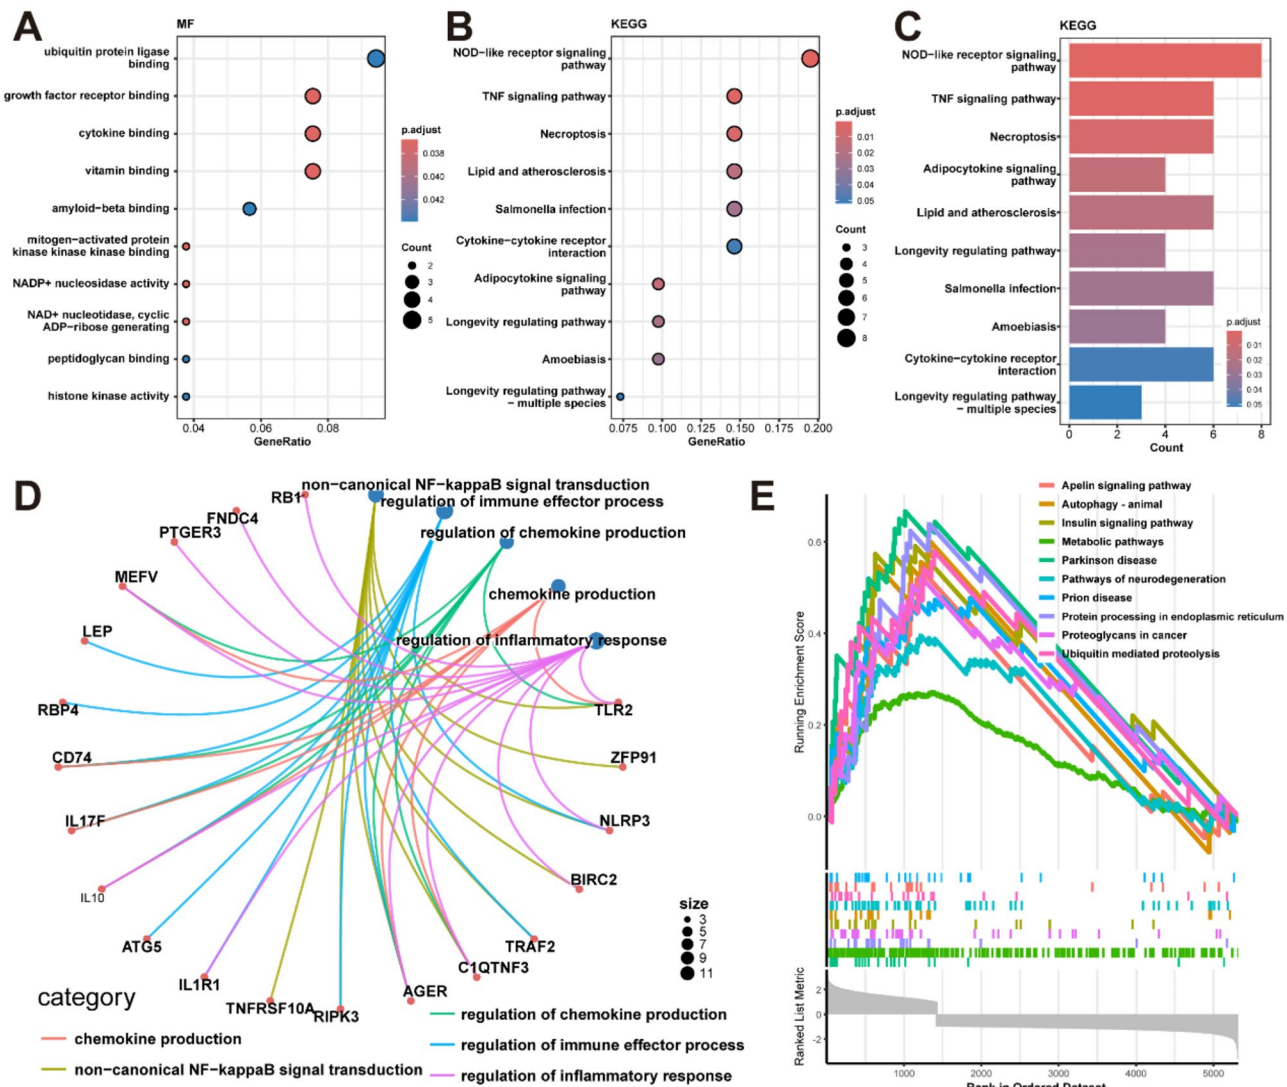 A
MF
ubiquitin protein ligase
binding
growth factor receptor binding
cytokine binding
vitamin binding
amyloid−beta binding
mitogen−activated protein
kinase kinase kinase binding
NADP+ nucleosidase activity
NAD+ nucleotidase, cyclic
ADP−ribose generating
peptidoglycan binding
histone kinase activity
0.04 0.06 0.08
GeneRatio
p.adjust
0.038
0.040
0.042
Count
2
3
4
5
B
KEGG
NOD−like receptor signaling
pathway
TNF signaling pathway
Necroptosis
Lipid and atherosclerosis
Salmonella infection
Cytokine−cytokine receptor
interaction
Adipocytokine signaling
pathway
Longevity regulating pathway
Amoebiasis
Longevity regulating pathway
− multiple species
0.075 0.100 0.125 0.150 0.175 0.200
GeneRatio
p.adjust
0.01
0.02
0.03
0.04
0.05
Count
3
4
5
6
7
8
C
KEGG
NOD−like receptor signaling
pathway
TNF signaling pathway
Necroptosis
Adipocytokine signaling
pathway
Lipid and atherosclerosis
Longevity regulating pathway
Salmonella infection
Amoebiasis
Cytokine−cytokine receptor
interaction
Longevity regulating pathway
− multiple species
0 2 4 6 8
Count
p.adjust
0.01
0.02
0.03
0.04
0.05
D
non−canonical NF−kappaB signal transduction
regulation of immune effector process
regulation of chemokine production
chemokine production
regulation of inflammatory response
RB1
FNDC4
PTGER3
MEFV
LEP
RBP4
CD74
IL17F
IL10
ATG5
IL1R1
TNFRSF10A
RIPK3
AGER
C1QTNF3
TRAF2
BIRC2
NLRP3
ZFP91
TLR2
size
3
5
7
9
11
category
chemokine production
non−canonical NF−kappaB signal transduction
regulation of chemokine production
regulation of immune effector process
regulation of inflammatory response
E
Apelin signaling pathway
Autophagy - animal
Insulin signaling pathway
Metabolic pathways
Parkinson disease
Pathways of neurodegeneration
Prion disease
Protein processing in endoplasmic reticulum
Proteoglycans in cancer
Ubiquitin mediated proteolysis
Running Enrichment Score
0.6
0.4
0.2
0.0
Ranked List Metric
2
0
-2
1000 2000 3000 4000 5000
Rank in Ordered Dataset